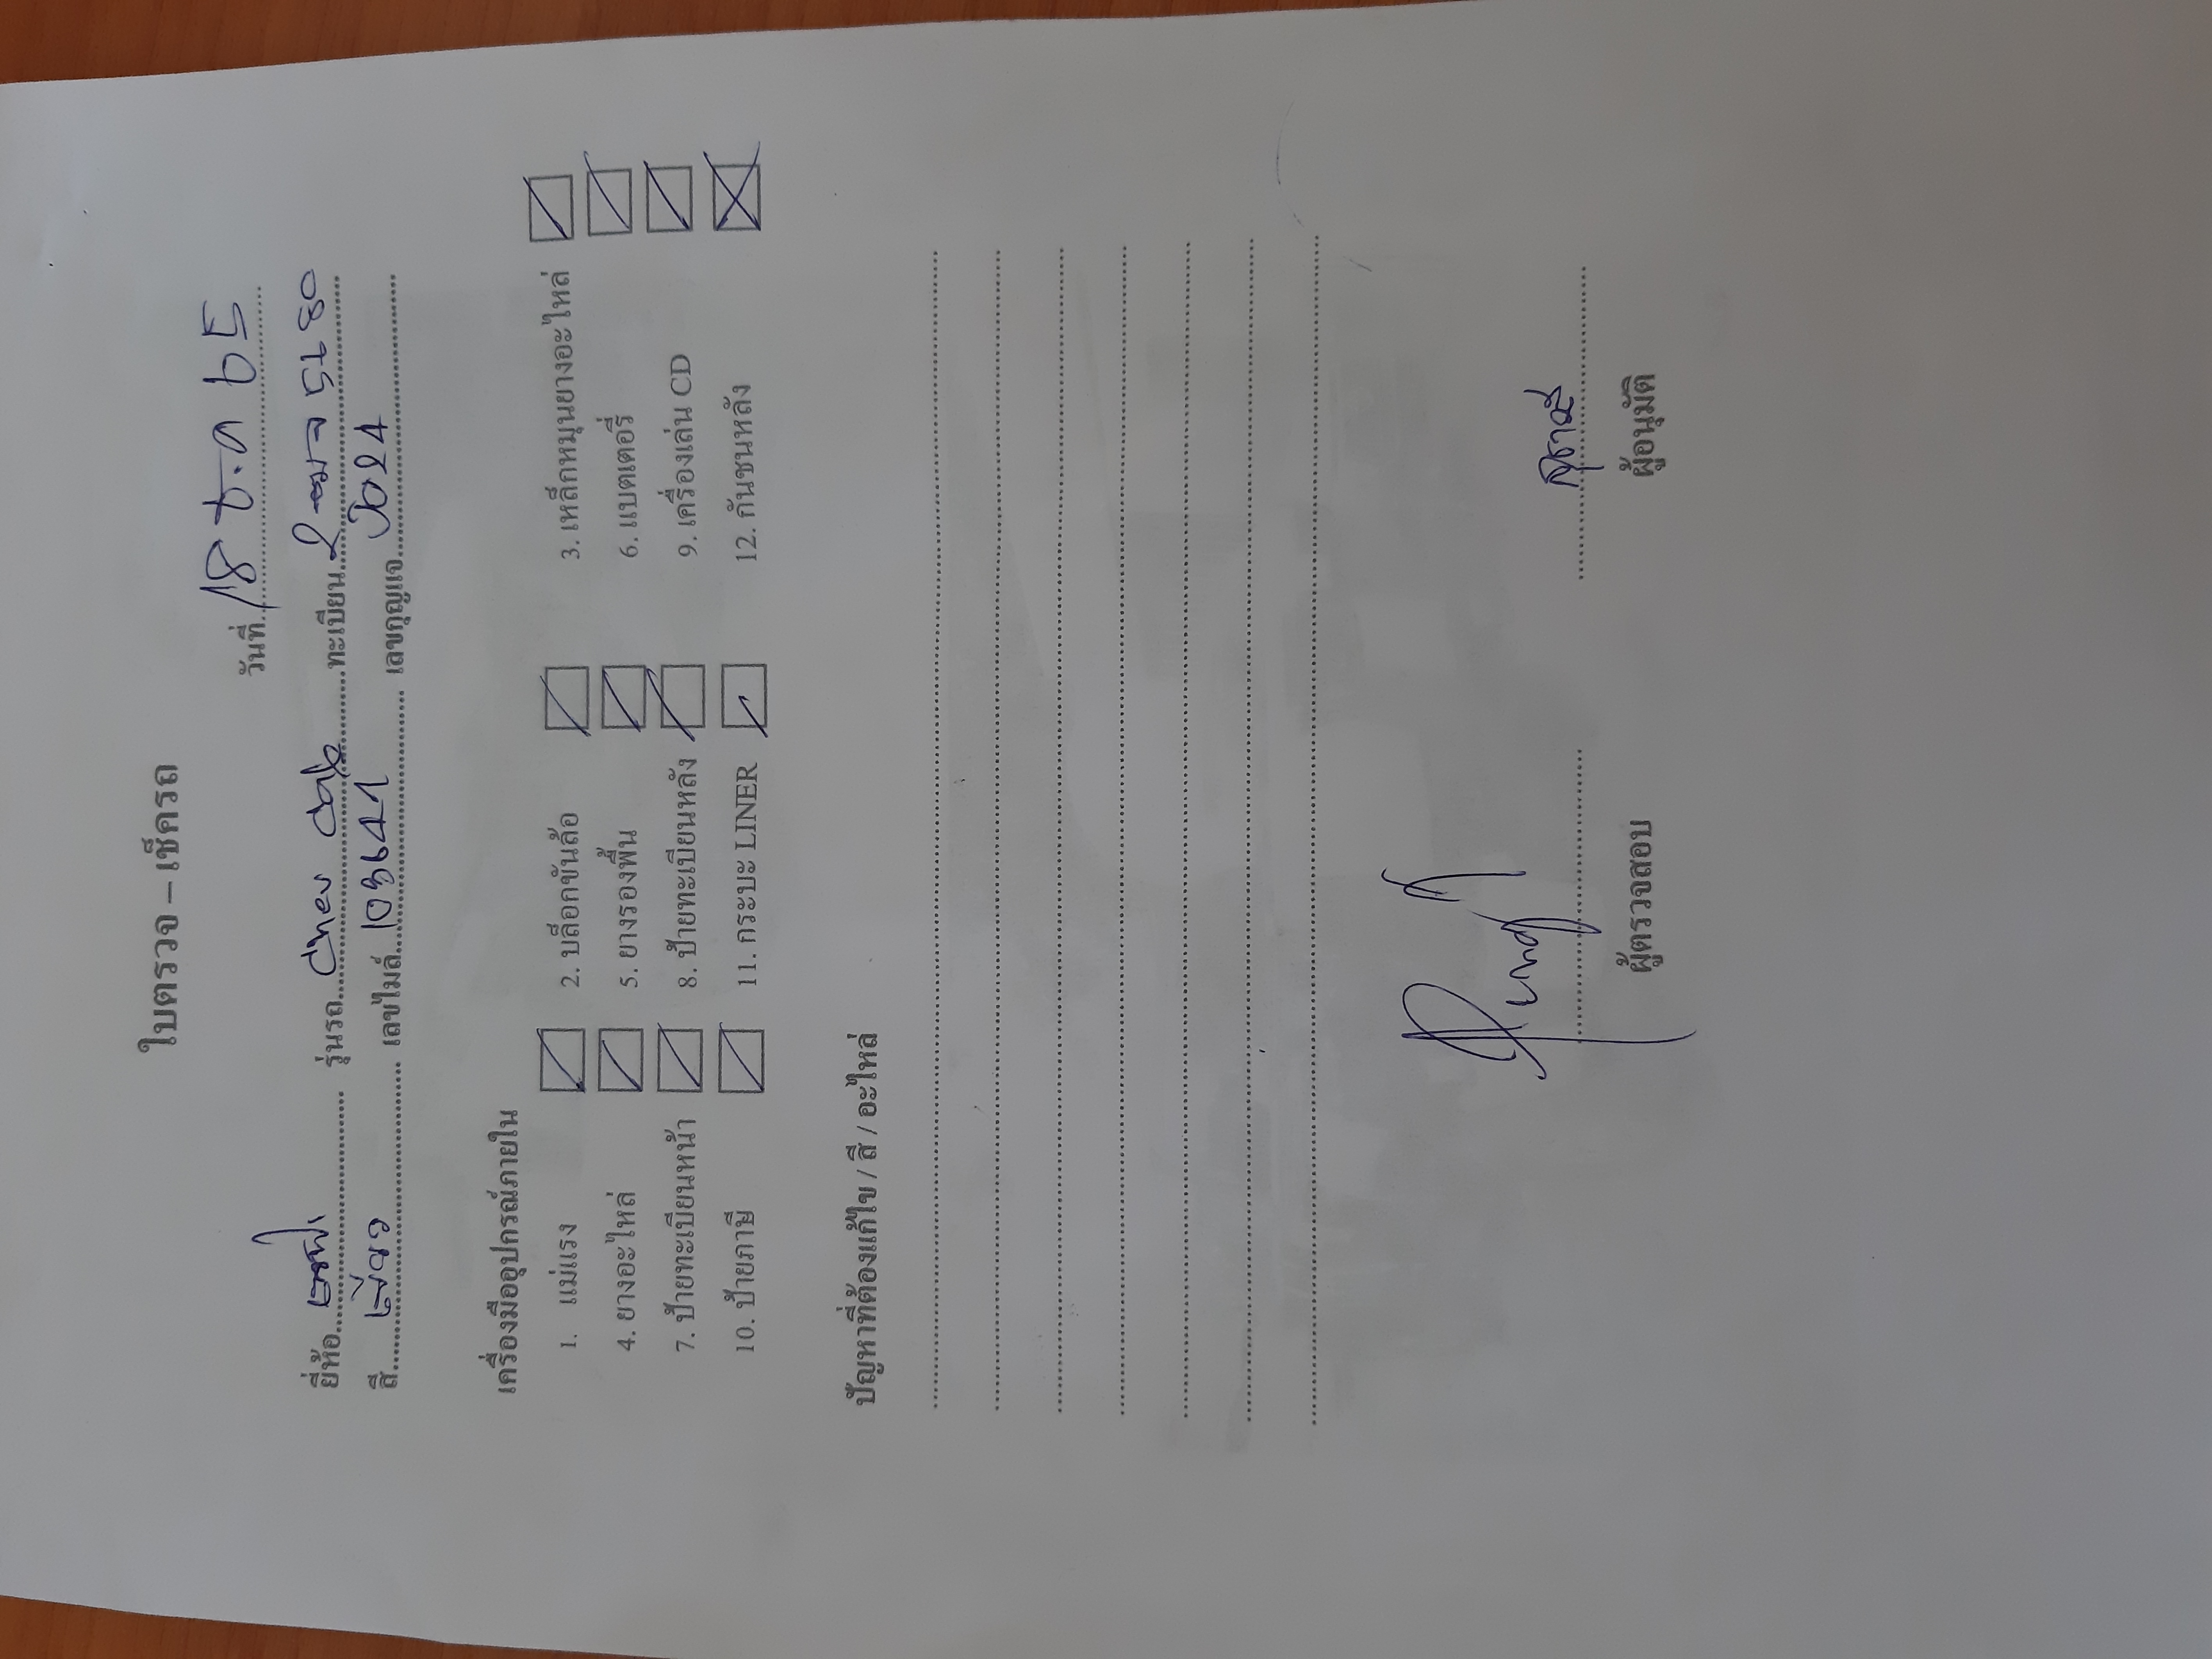 ใบตรวจ – เช็ครถ
วันที่ 18 ธ.ค 65
ยี่ห้อ รุ่นรถ Chev ทะเบียน
สี เลขไมล์ 103641 เลขกุญแจ J024
เครื่องมืออุปกรณ์ภายใน
1. แม่แรง 2. บล็อกขันล้อ 3. เหล็กหมุนยางอะไหล่
4. ยางอะไหล่ 5. ยางรองพื้น 6. แบตเตอรี่
7. ป้ายทะเบียนหน้า 8. ป้ายทะเบียนหลัง 9. เครื่องเล่น CD
10. ป้ายภาษี 11. กระบะ LINER 12. กันชนหลัง
ปัญหาที่ต้องแก้ไข / สี / อะไหล่
ผู้ตรวจสอบ ผู้อนุมัติ